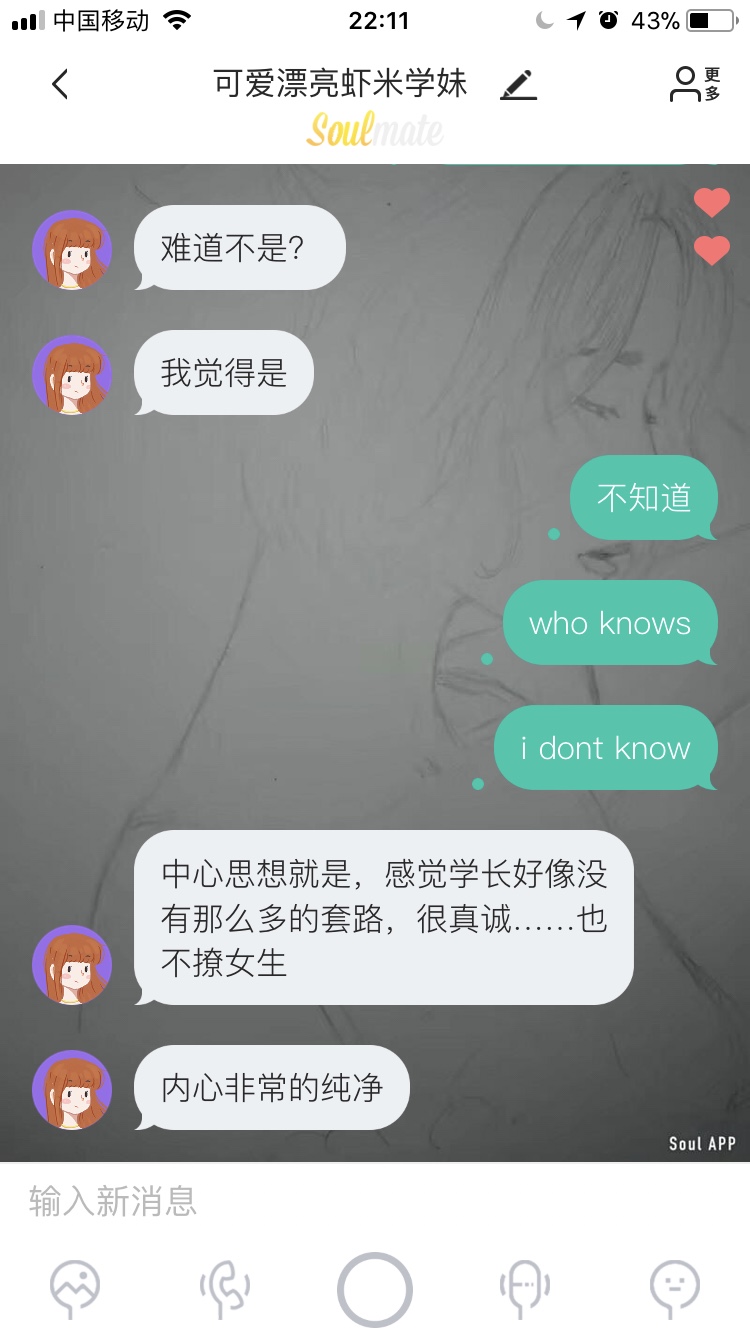 中国移动
22:11
43%
可爱漂亮虾米学妹
更多
Soulmate
难道不是？
我觉得是
不知道
who knows
i dont know
中心思想就是，感觉学长好像没
有那么多的套路，很真诚……也
不撩女生
内心非常的纯净
Soul APP
输入新消息